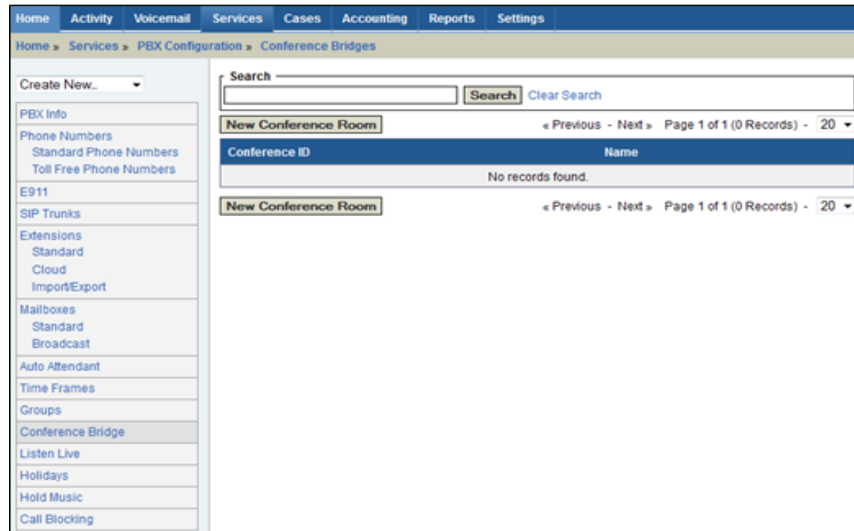 Home Activity Voicemail Services Cases Accounting Reports Settings
Home » Services » PBX Configuration » Conference Bridges
Create New..
PBX Info
Phone Numbers
Standard Phone Numbers
Toll Free Phone Numbers
E911
SIP Trunks
Extensions
Standard
Cloud
Import/Export
Mailboxes
Standard
Broadcast
Auto Attendant
Time Frames
Groups
Conference Bridge
Listen Live
Holidays
Hold Music
Call Blocking
Search
Search Clear Search
New Conference Room « Previous - Next » Page 1 of 1 (0 Records) - 20
Conference ID Name
No records found.
New Conference Room « Previous - Next » Page 1 of 1 (0 Records) - 20